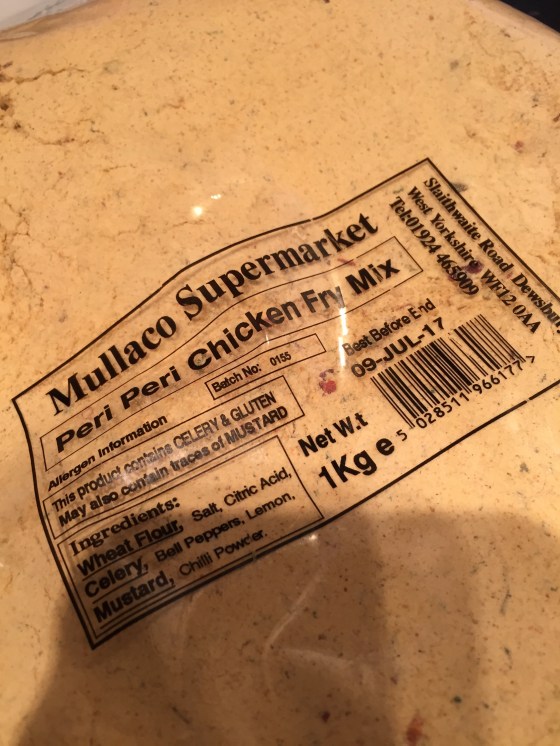 Mullaco Supermarket
Peri Peri Chicken Fry Mix
Batch No: 0155
Allergen Information
This product contains CELERY & GLUTEN
May also contain traces of MUSTARD
Ingredients:
Wheat Flour, Salt, Citric Acid,
Celery, Bell Peppers, Lemon,
Mustard, Chilli Powder.
Net W.t
1Kg e
Best Before End
09-JUL-17
5 028511 966177 >
Slaithwaite Road Dewsbury
West Yorkshire WF12 0AA
Tel:01924 465909